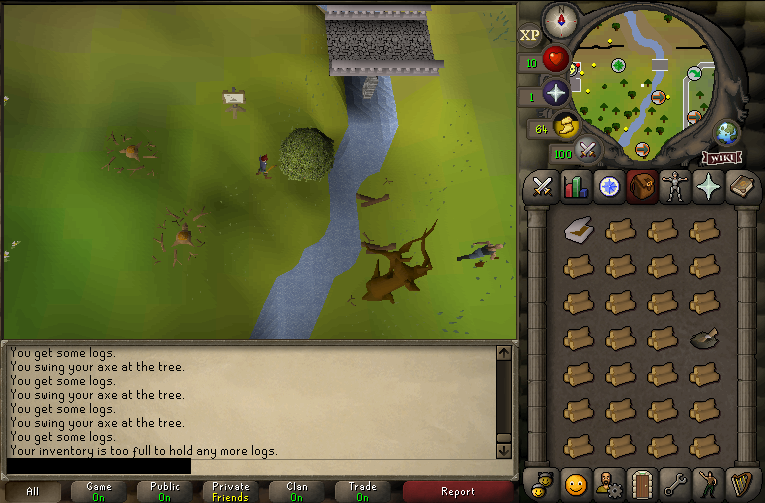 N
XP
10
1
64
100
WIKI
You get some logs.
You swing your axe at the tree.
You get some logs.
You swing your axe at the tree.
You get some logs.
You swing your axe at the tree.
You get some logs.
Your inventory is too full to hold any more logs.
All
Game
On
Public
On
Private
Friends
Clan
On
Trade
On
Report